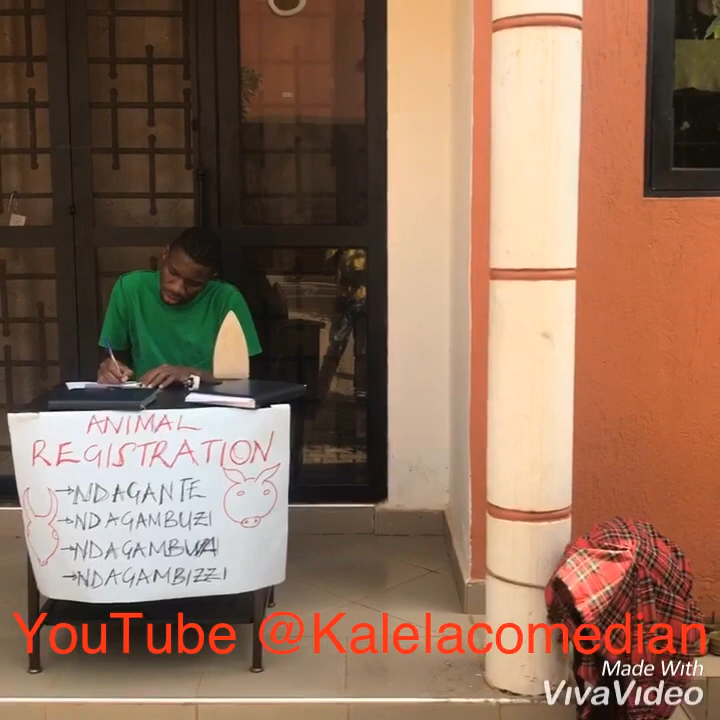 ANIMAL
REGISTRATION
→NDAGANTE
→NDAGAMBUZI
→NDAGAMBWA
→NDAGAMBIZZI
YouTube @Kalelacomedian
Made With
VivaVideo